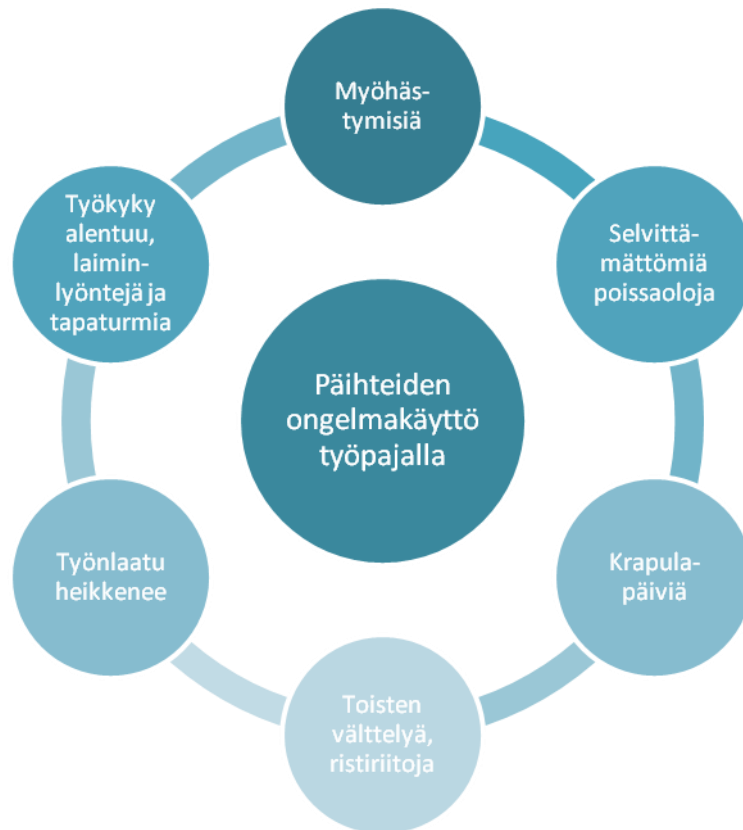 Myöhäs-
tymisiä
Selvittä-
mättömiä
poissaoloja
Krapula-
päiviä
Toisten
välttelyä,
ristiriitoja
Työnlaatu
heikkenee
Työkyky
alentuu,
laimin-
lyöntejä ja
tapaturmia
Päihteiden
ongelmakäyttö
työpajalla